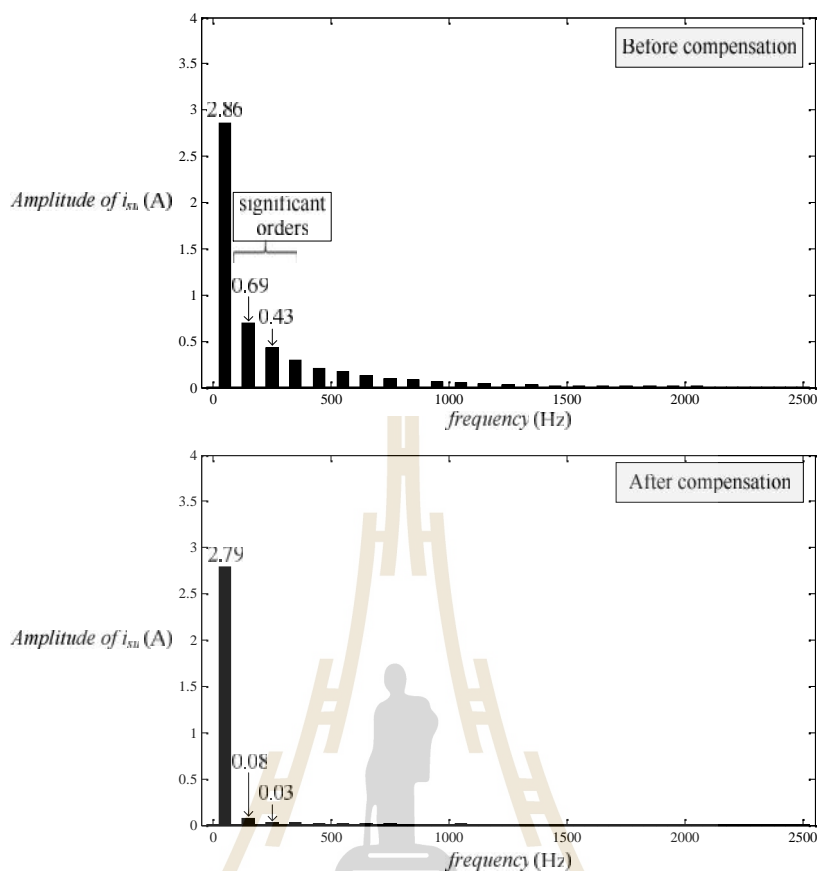 4
Before compensation
3.5
3
2.86
2.5
Amplitude of isu (A)
2
significant
orders
1.5
1
0.69
0.43
0.5
0
0 500 1000 1500 2000 2500
frequency (Hz)
4
After compensation
3.5
3
2.79
2.5
Amplitude of isu (A)
2
1.5
1
0.08
0.03
0.5
0
0 500 1000 1500 2000 2500
frequency (Hz)